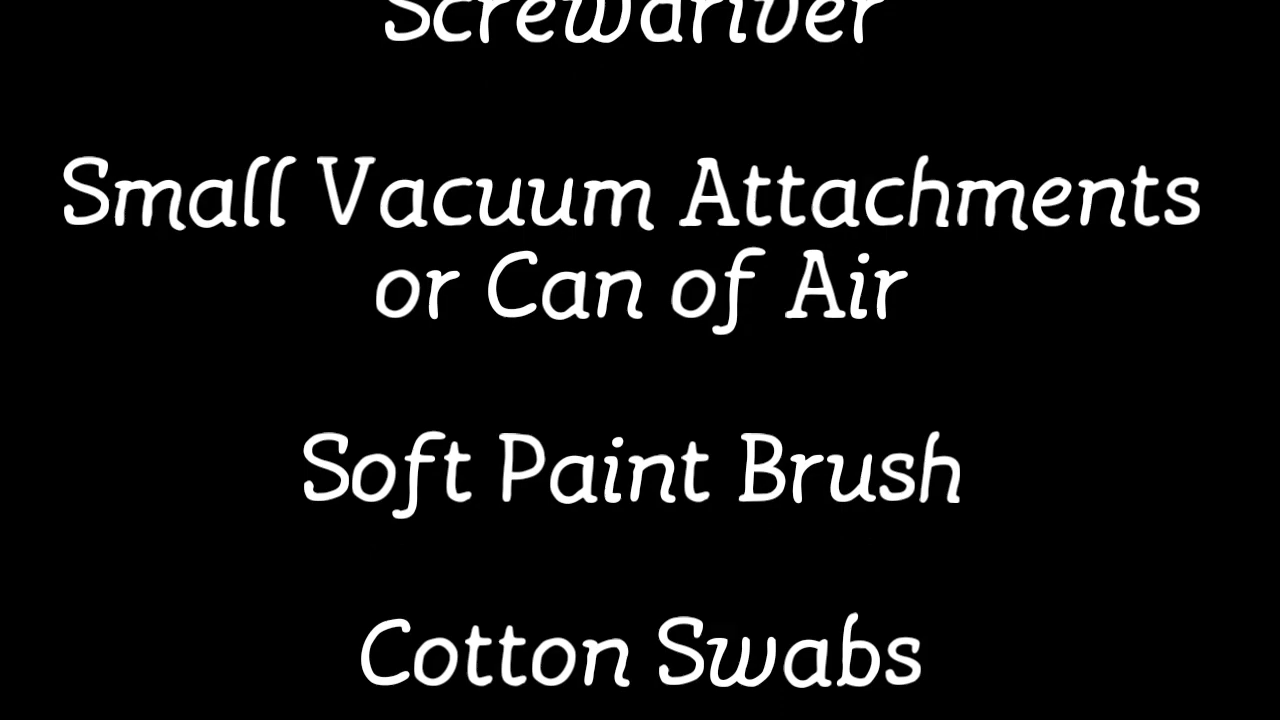 Screwdriver
Small Vacuum Attachments
or Can of Air
Soft Paint Brush
Cotton Swabs